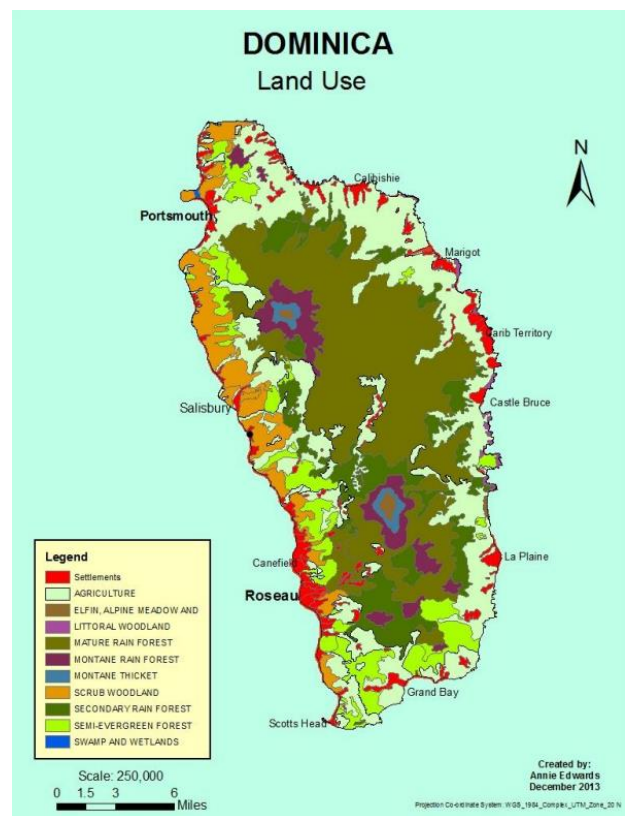 DOMINICA
Land Use
N
Calibishie
Portsmouth
Marigot
Carib Territory
Salisbury
Castle Bruce
Canefield
La Plaine
Roseau
Grand Bay
Scotts Head
Legend
Settlements
AGRICULTURE
ELFIN, ALPINE MEADOW AND
LITTORAL WOODLAND
MATURE RAIN FOREST
MONTANE RAIN FOREST
MONTANE THICKET
SCRUB WOODLAND
SECONDARY RAIN FOREST
SEMI-EVERGREEN FOREST
SWAMP AND WETLANDS
Scale: 250,000
0 1.5 3 6
Miles
Created by:
Annie Edwards
December 2013
Projection Co-ordinate System: WGS_1984_Complex_UTM_Zone_20 N